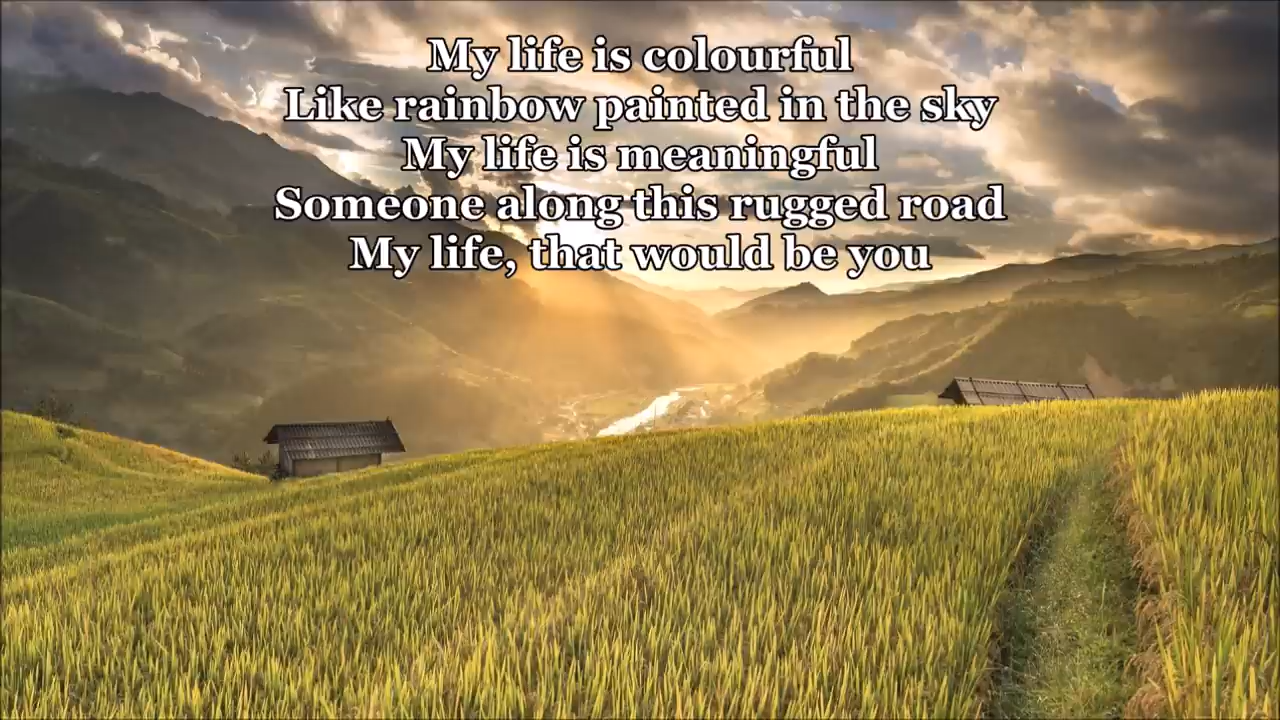 My life is colourful
Like rainbow painted in the sky
My life is meaningful
Someone along this rugged road
My life, that would be you